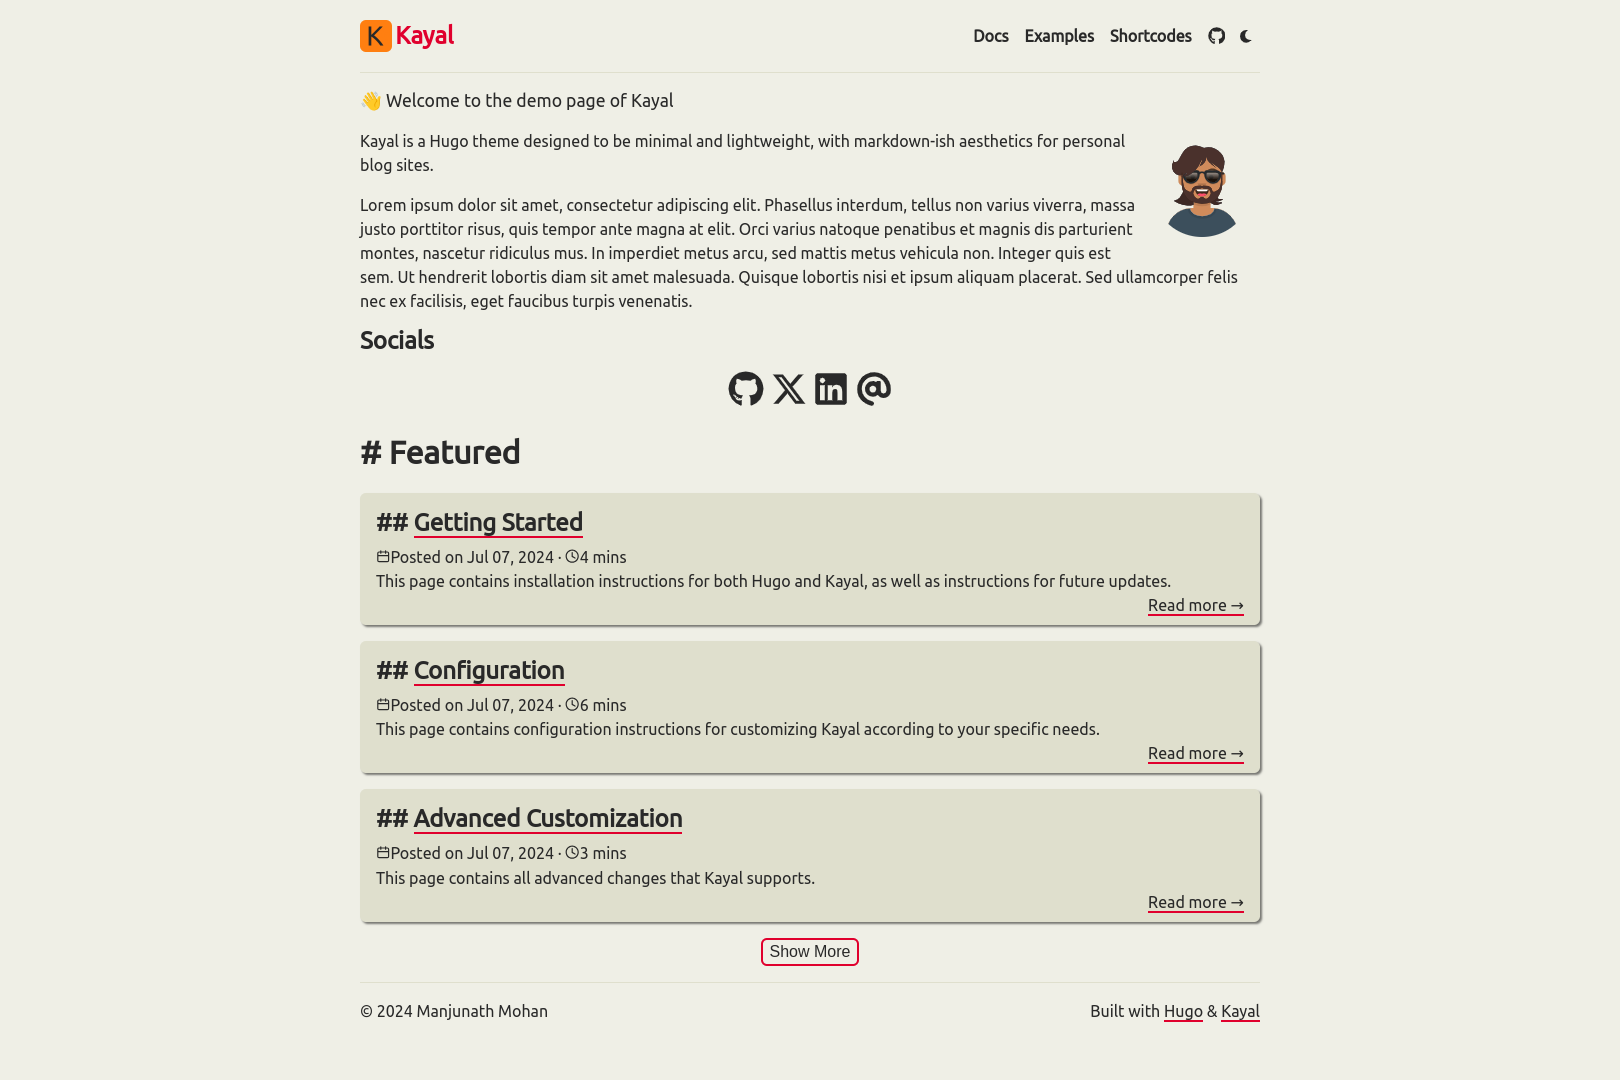 K Kayal
Docs Examples Shortcodes
👋 Welcome to the demo page of Kayal
Kayal is a Hugo theme designed to be minimal and lightweight, with markdown-ish aesthetics for personal
blog sites.
Lorem ipsum dolor sit amet, consectetur adipiscing elit. Phasellus interdum, tellus non varius viverra, massa
justo porttitor risus, quis tempor ante magna at elit. Orci varius natoque penatibus et magnis dis parturient
montes, nascetur ridiculus mus. In imperdiet metus arcu, sed mattis metus vehicula non. Integer quis est
sem. Ut hendrerit lobortis diam sit amet malesuada. Quisque lobortis nisi et ipsum aliquam placerat. Sed ullamcorper felis
nec ex facilisis, eget faucibus turpis venenatis.
Socials
# Featured
## Getting Started
Posted on Jul 07, 2024 · 4 mins
This page contains installation instructions for both Hugo and Kayal, as well as instructions for future updates.
Read more →
## Configuration
Posted on Jul 07, 2024 · 6 mins
This page contains configuration instructions for customizing Kayal according to your specific needs.
Read more →
## Advanced Customization
Posted on Jul 07, 2024 · 3 mins
This page contains all advanced changes that Kayal supports.
Read more →
Show More
© 2024 Manjunath Mohan
Built with Hugo & Kayal